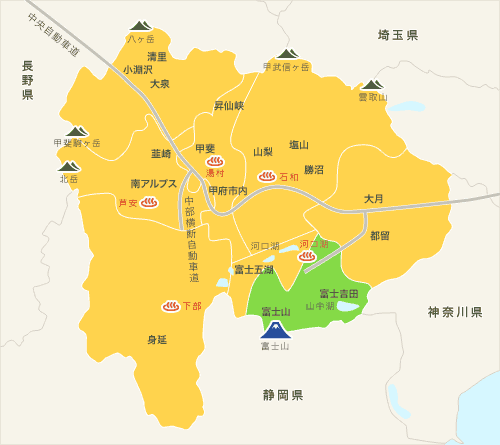 中央自動車道
八ヶ岳
埼玉県
清里
小淵沢
大泉
甲武信ヶ岳
長野県
雲取山
昇仙峡
甲斐駒ヶ岳
韮崎
甲斐
山梨
塩山
湯村
勝沼
北岳
石和
南アルプス
甲府市内
大月
芦安
中部横断自動車道
都留
河口湖
河口湖
富士五湖
富士吉田
下部
山中湖
富士山
神奈川県
身延
富士山
静岡県